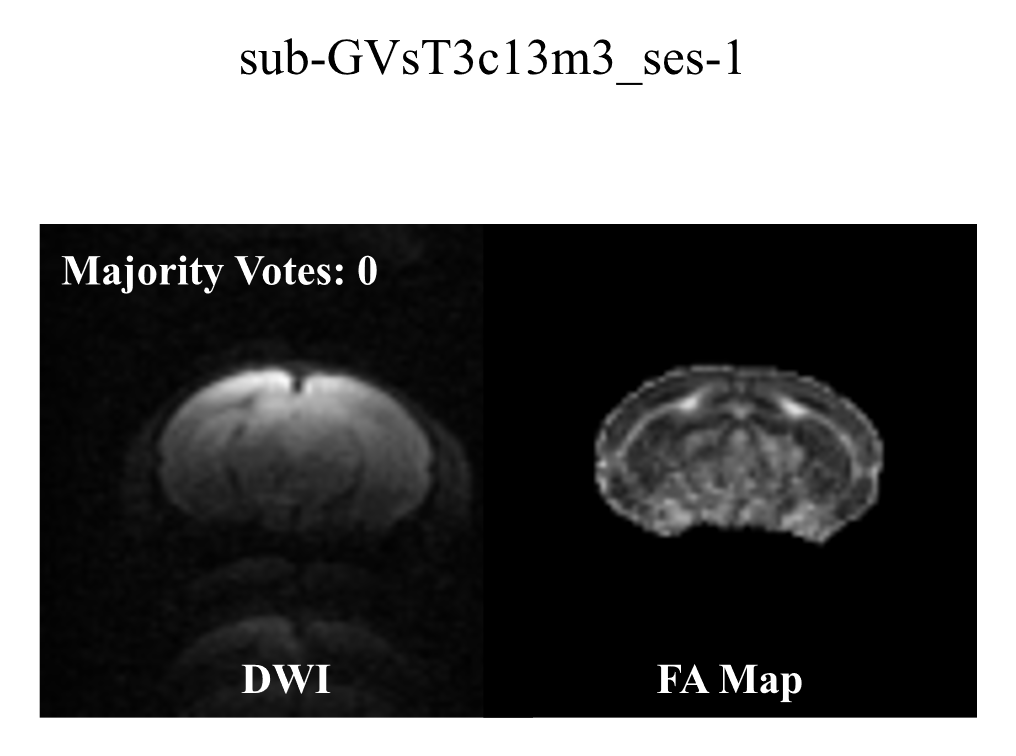 sub-GVsT3c13m3_ses-1
Majority Votes: 0
DWI
FA Map